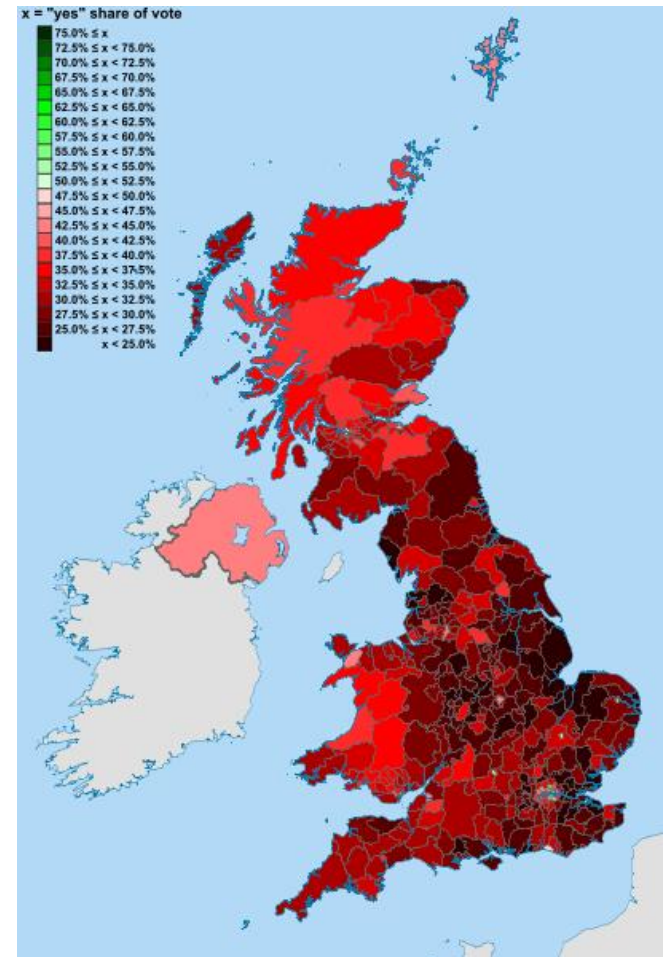 x = "yes" share of vote
75.0% ≤ x
72.5% ≤ x < 75.0%
70.0% ≤ x < 72.5%
67.5% ≤ x < 70.0%
65.0% ≤ x < 67.5%
62.5% ≤ x < 65.0%
60.0% ≤ x < 62.5%
57.5% ≤ x < 60.0%
55.0% ≤ x < 57.5%
52.5% ≤ x < 55.0%
50.0% ≤ x < 52.5%
47.5% ≤ x < 50.0%
45.0% ≤ x < 47.5%
42.5% ≤ x < 45.0%
40.0% ≤ x < 42.5%
37.5% ≤ x < 40.0%
35.0% ≤ x < 37.5%
32.5% ≤ x < 35.0%
30.0% ≤ x < 32.5%
27.5% ≤ x < 30.0%
25.0% ≤ x < 27.5%
x < 25.0%